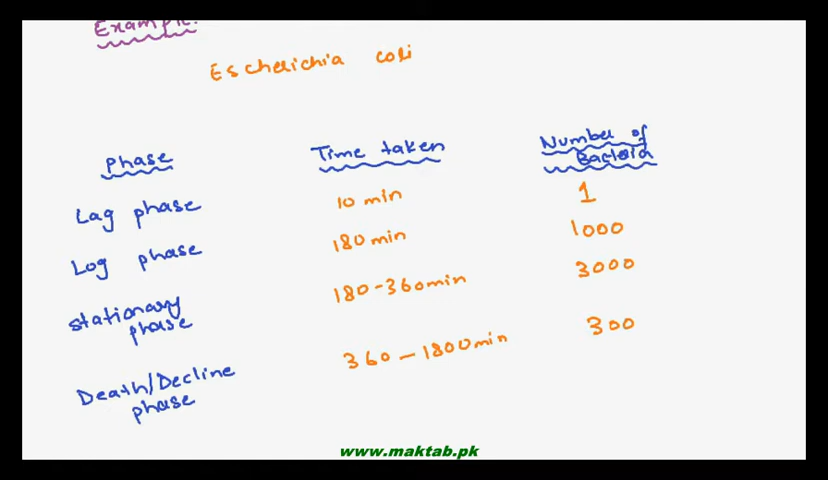 Example:
Escherichia coli
Phase Time taken Number of
Bacteria
Lag phase 10 min 1
Log phase 180 min 1000
Stationary
phase 180-360min 3000
Death/Decline
phase 360-1800min 300
www.maktab.pk